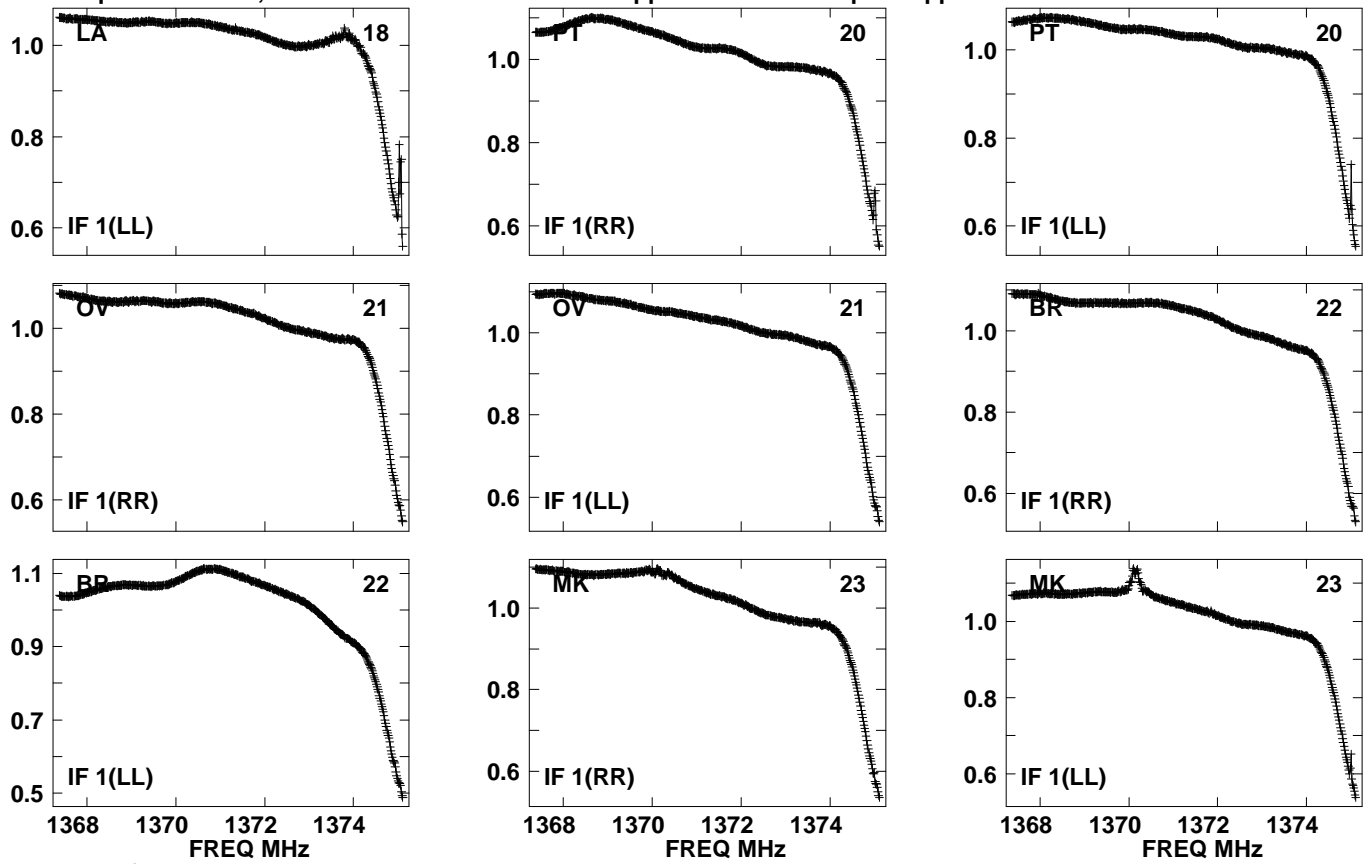 LA 18 PT 20 PT 20
1.0 1.0 1.0
0.8 0.8 0.8
0.6 0.6 0.6
IF 1(LL) IF 1(RR) IF 1(LL)
OV 21 OV 21 BR 22
1.0 1.0 1.0
0.8 0.8 0.8
0.6 0.6 0.6
IF 1(RR) IF 1(LL) IF 1(RR)
BR 22 MK 23 MK 23
1.1 1.0 1.0
0.9 0.8 0.8
0.7 0.6 0.6
0.5
IF 1(LL) IF 1(RR) IF 1(LL)
1368 1370 1372 1374 1368 1370 1372 1374 1368 1370 1372 1374
FREQ MHz FREQ MHz FREQ MHz